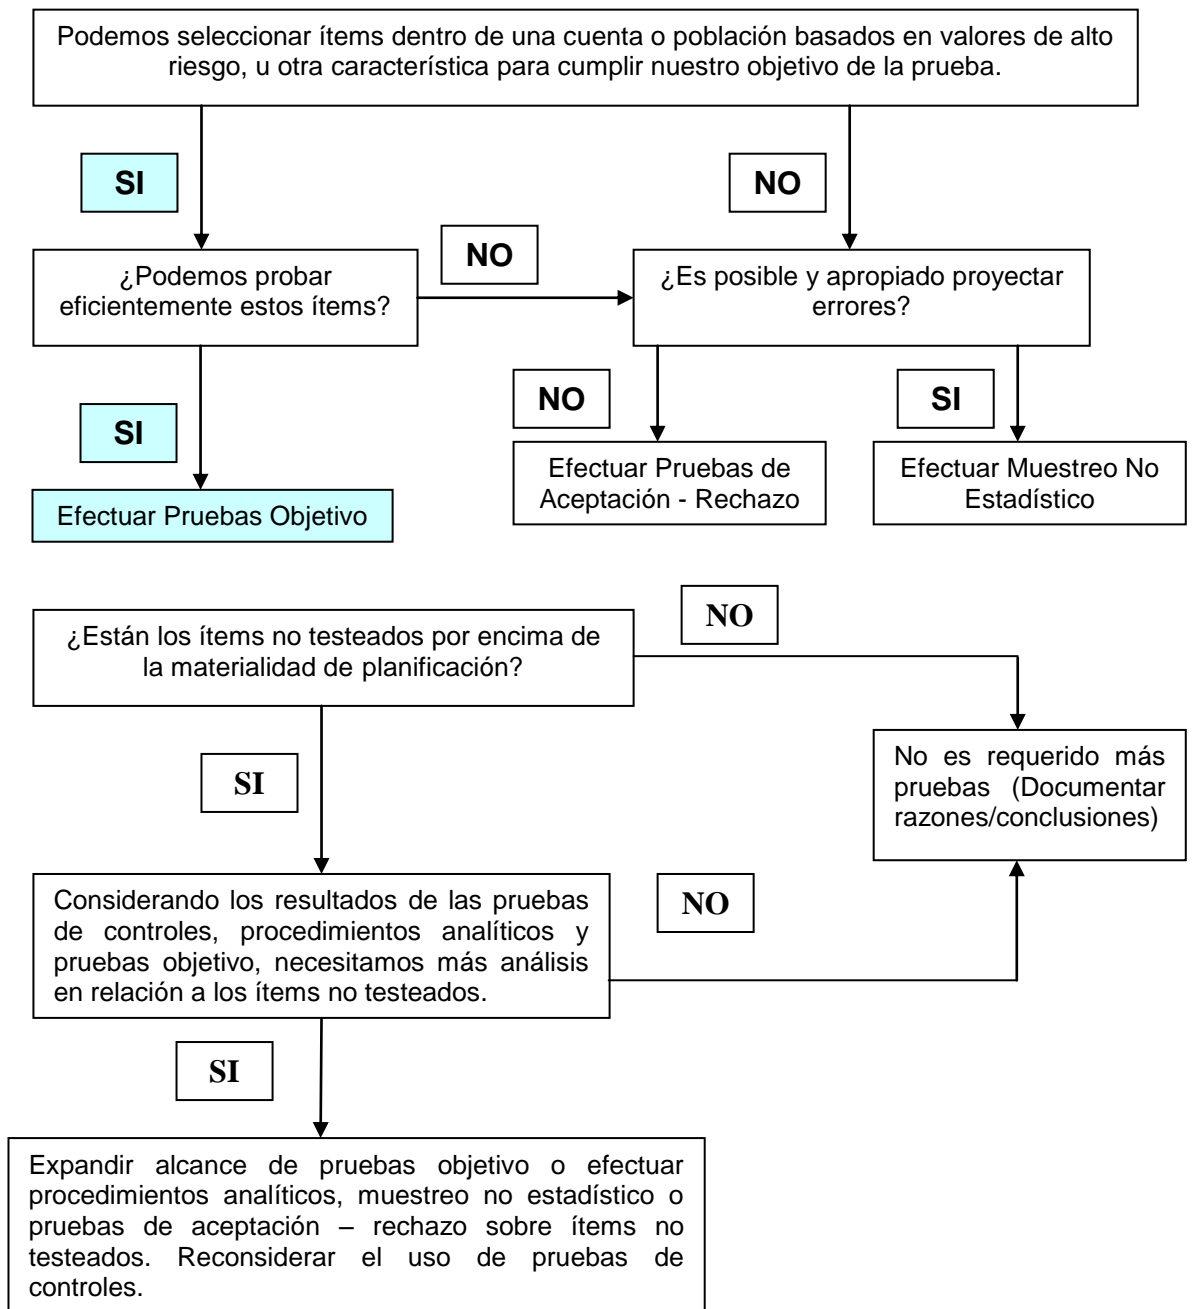 Podemos seleccionar ítems dentro de una cuenta o población basados en valores de alto
riesgo, u otra característica para cumplir nuestro objetivo de la prueba.
SI
NO
¿Podemos probar
eficientemente estos ítems?
NO
¿Es posible y apropiado proyectar
errores?
SI
NO
SI
Efectuar Pruebas Objetivo
Efectuar Pruebas de
Aceptación - Rechazo
Efectuar Muestreo No
Estadístico
¿Están los ítems no testeados por encima de
la materialidad de planificación?
NO
SI
No es requerido más
pruebas (Documentar
razones/conclusiones)
Considerando los resultados de las pruebas
de controles, procedimientos analíticos y
pruebas objetivo, necesitamos más análisis
en relación a los ítems no testeados.
NO
SI
Expandir alcance de pruebas objetivo o efectuar
procedimientos analíticos, muestreo no estadístico o
pruebas de aceptación – rechazo sobre ítems no
testeados. Reconsiderar el uso de pruebas de
controles.